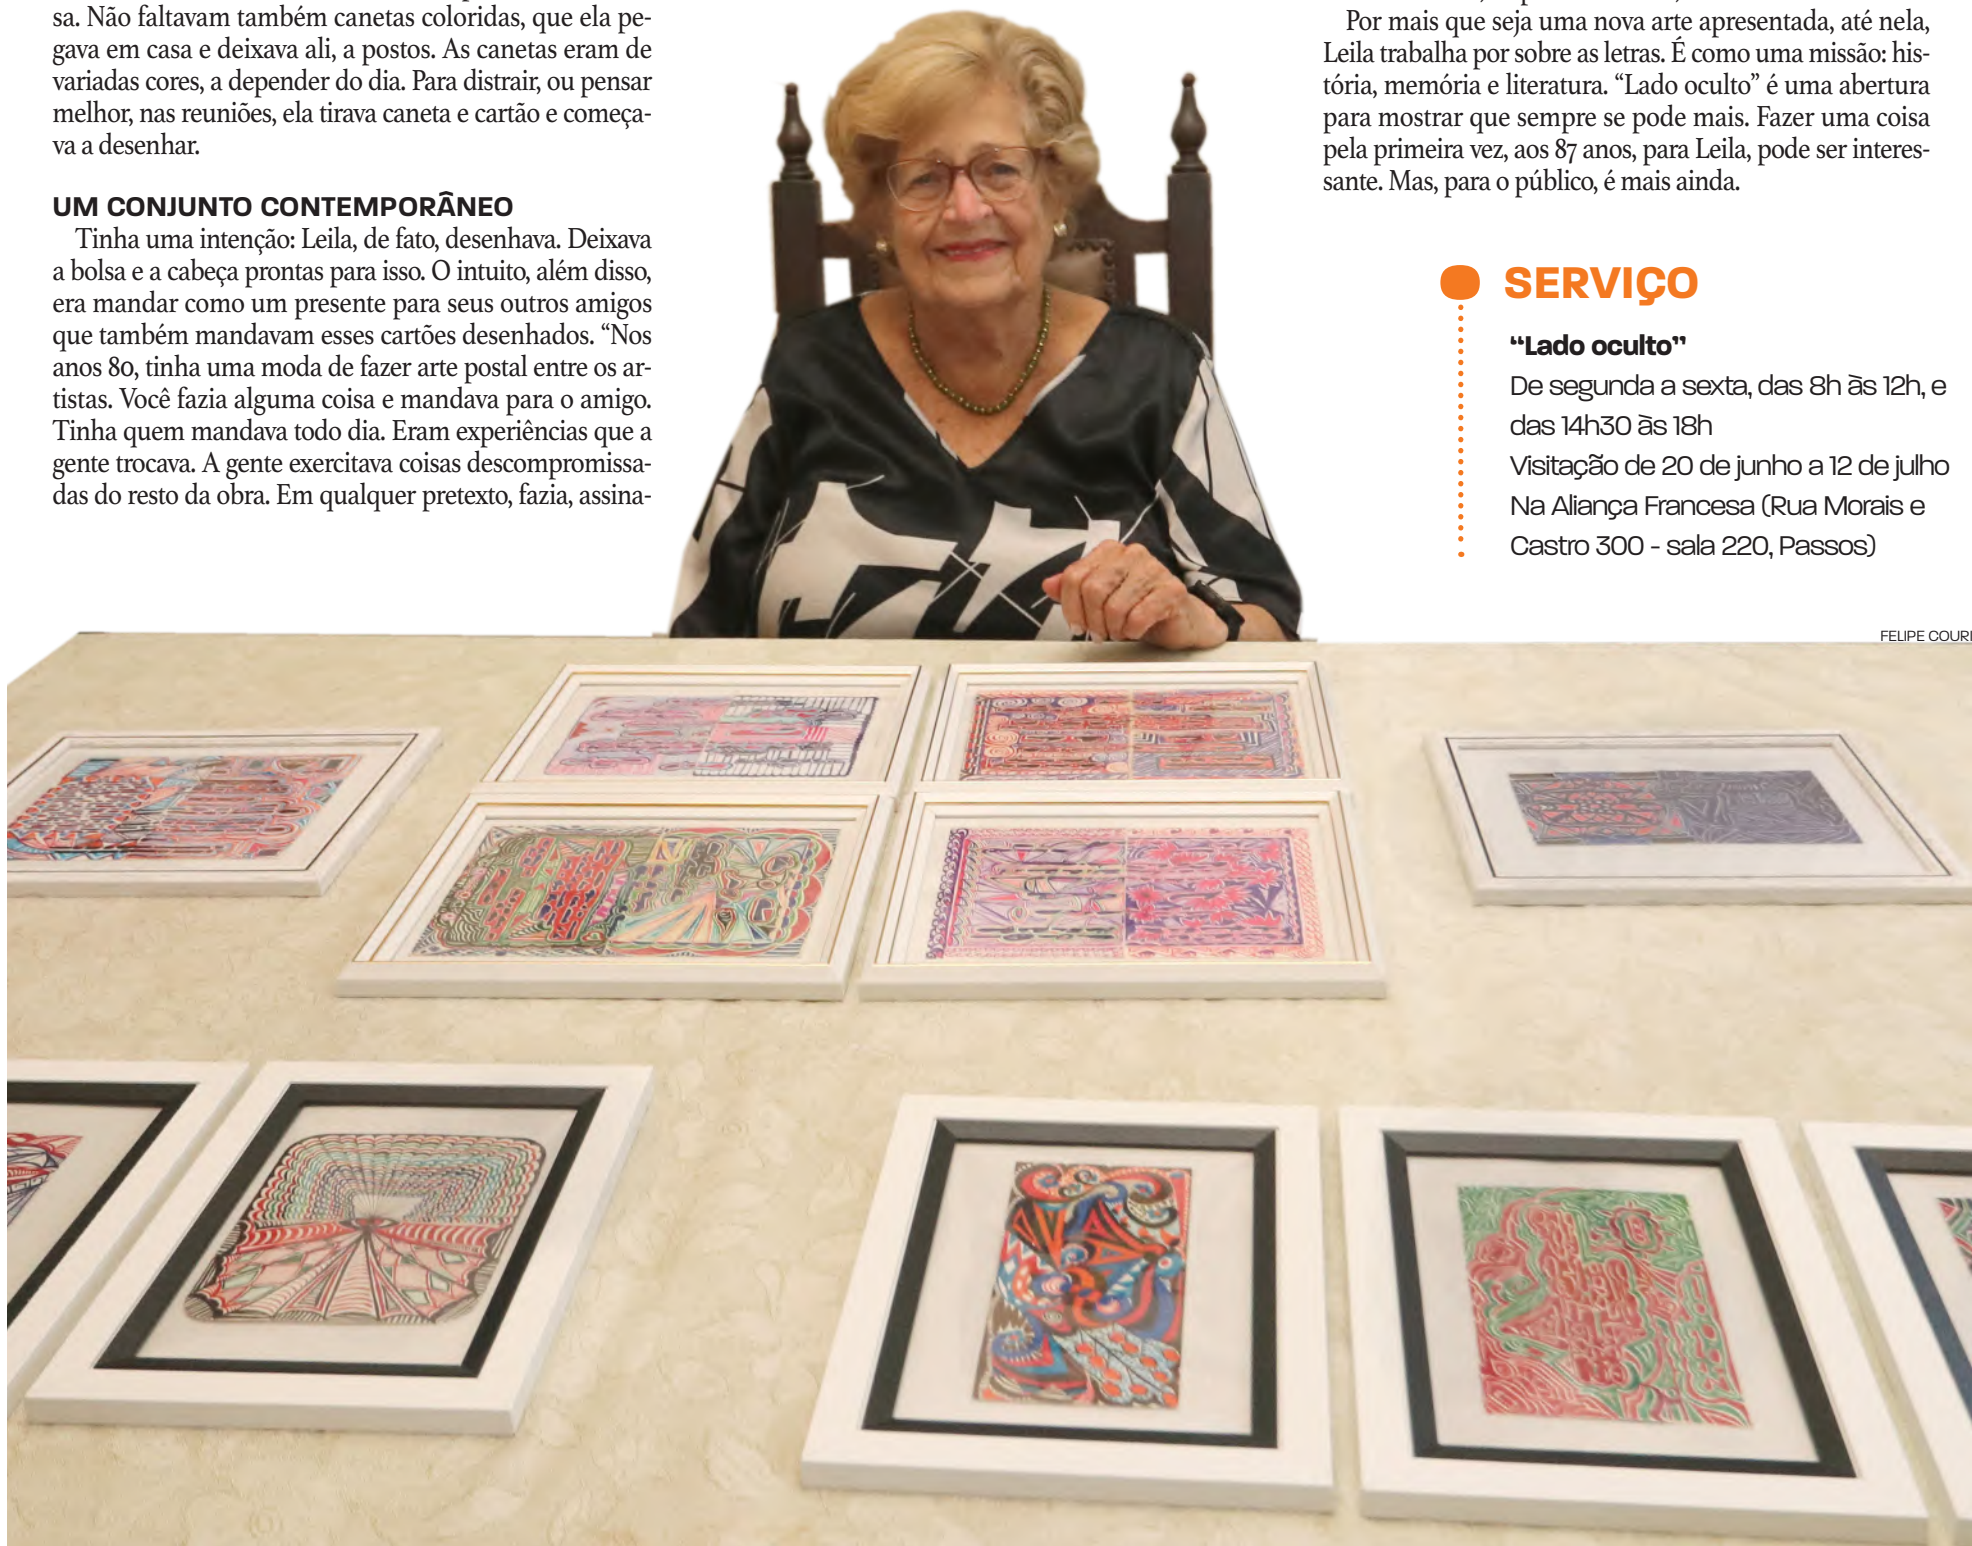 sa. Não faltavam também canetas coloridas, que ela pe-
gava em casa e deixava ali, a postos. As canetas eram de
variadas cores, a depender do dia. Para distrair, ou pensar
melhor, nas reuniões, ela tirava caneta e cartão e começa-
va a desenhar.
UM CONJUNTO CONTEMPORÂNEO
Tinha uma intenção: Leila, de fato, desenhava. Deixava
a bolsa e a cabeça prontas para isso. O intuito, além disso,
era mandar como um presente para seus outros amigos
que também mandavam esses cartões desenhados. “Nos
anos 80, tinha uma moda de fazer arte postal entre os ar-
tistas. Você fazia alguma coisa e mandava para o amigo.
Tinha quem mandava todo dia. Eram experiências que a
gente trocava. A gente exercitava coisas descompromissa-
das do resto da obra. Em qualquer pretexto, fazia, assina-
Por mais que seja uma nova arte apresentada, até nela,
Leila trabalha por sobre as letras. É como uma missão: his-
tória, memória e literatura. “Lado oculto” é uma abertura
para mostrar que sempre se pode mais. Fazer uma coisa
pela primeira vez, aos 87 anos, para Leila, pode ser interes-
sante. Mas, para o público, é mais ainda.
SERVIÇO
“Lado oculto”
De segunda a sexta, das 8h às 12h, e
das 14h30 às 18h
Visitação de 20 de junho a 12 de julho
Na Aliança Francesa (Rua Morais e
Castro 300 - sala 220, Passos)
FELIPE COURI